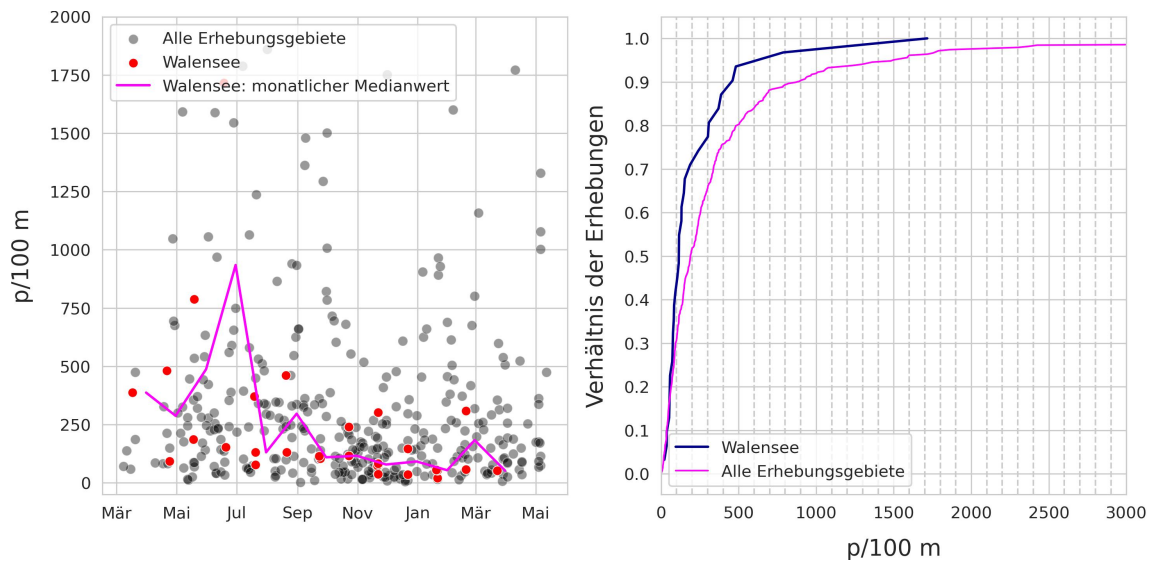 2000
1750
1500
1250
1000
750
500
250
0
p/100 m
Alle Erhebungsgebiete
Walensee
Walensee: monatlicher Medianwert
Mär
Mai
Jul
Sep
Nov
Jan
Mär
Mai
1.0
0.9
0.8
0.7
0.6
0.5
0.4
0.3
0.2
0.1
0.0
Verhältnis der Erhebungen
Walensee
Alle Erhebungsgebiete
0
500
1000
1500
2000
2500
3000
p/100 m